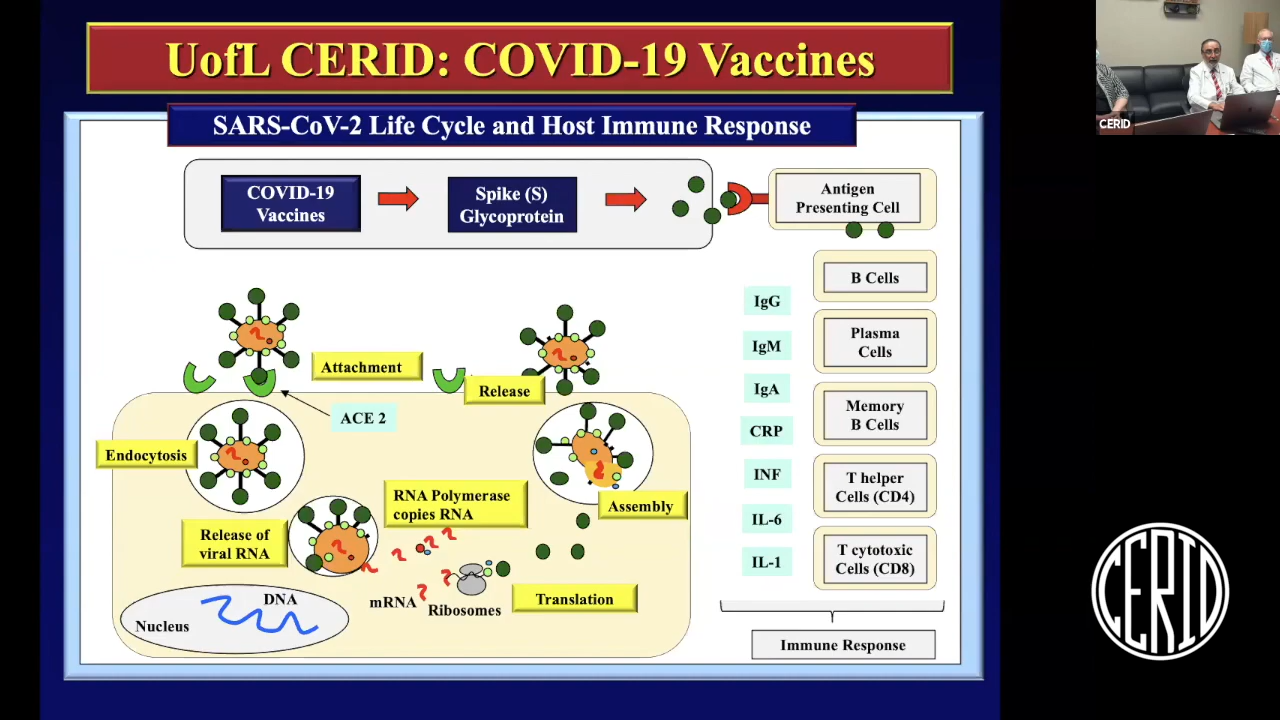 UofL CERID: COVID-19 Vaccines
SARS-CoV-2 Life Cycle and Host Immune Response
COVID-19
Vaccines
Spike (S)
Glycoprotein
Antigen
Presenting Cell
B Cells
Plasma
Cells
Memory
B Cells
T helper
Cells (CD4)
T cytotoxic
Cells (CD8)
IgG
IgM
IgA
CRP
INF
IL-6
IL-1
Immune Response
Attachment
ACE 2
Release
Endocytosis
Release of
viral RNA
RNA Polymerase
copies RNA
Assembly
mRNA
Ribosomes
Translation
DNA
Nucleus
CERID
CERID